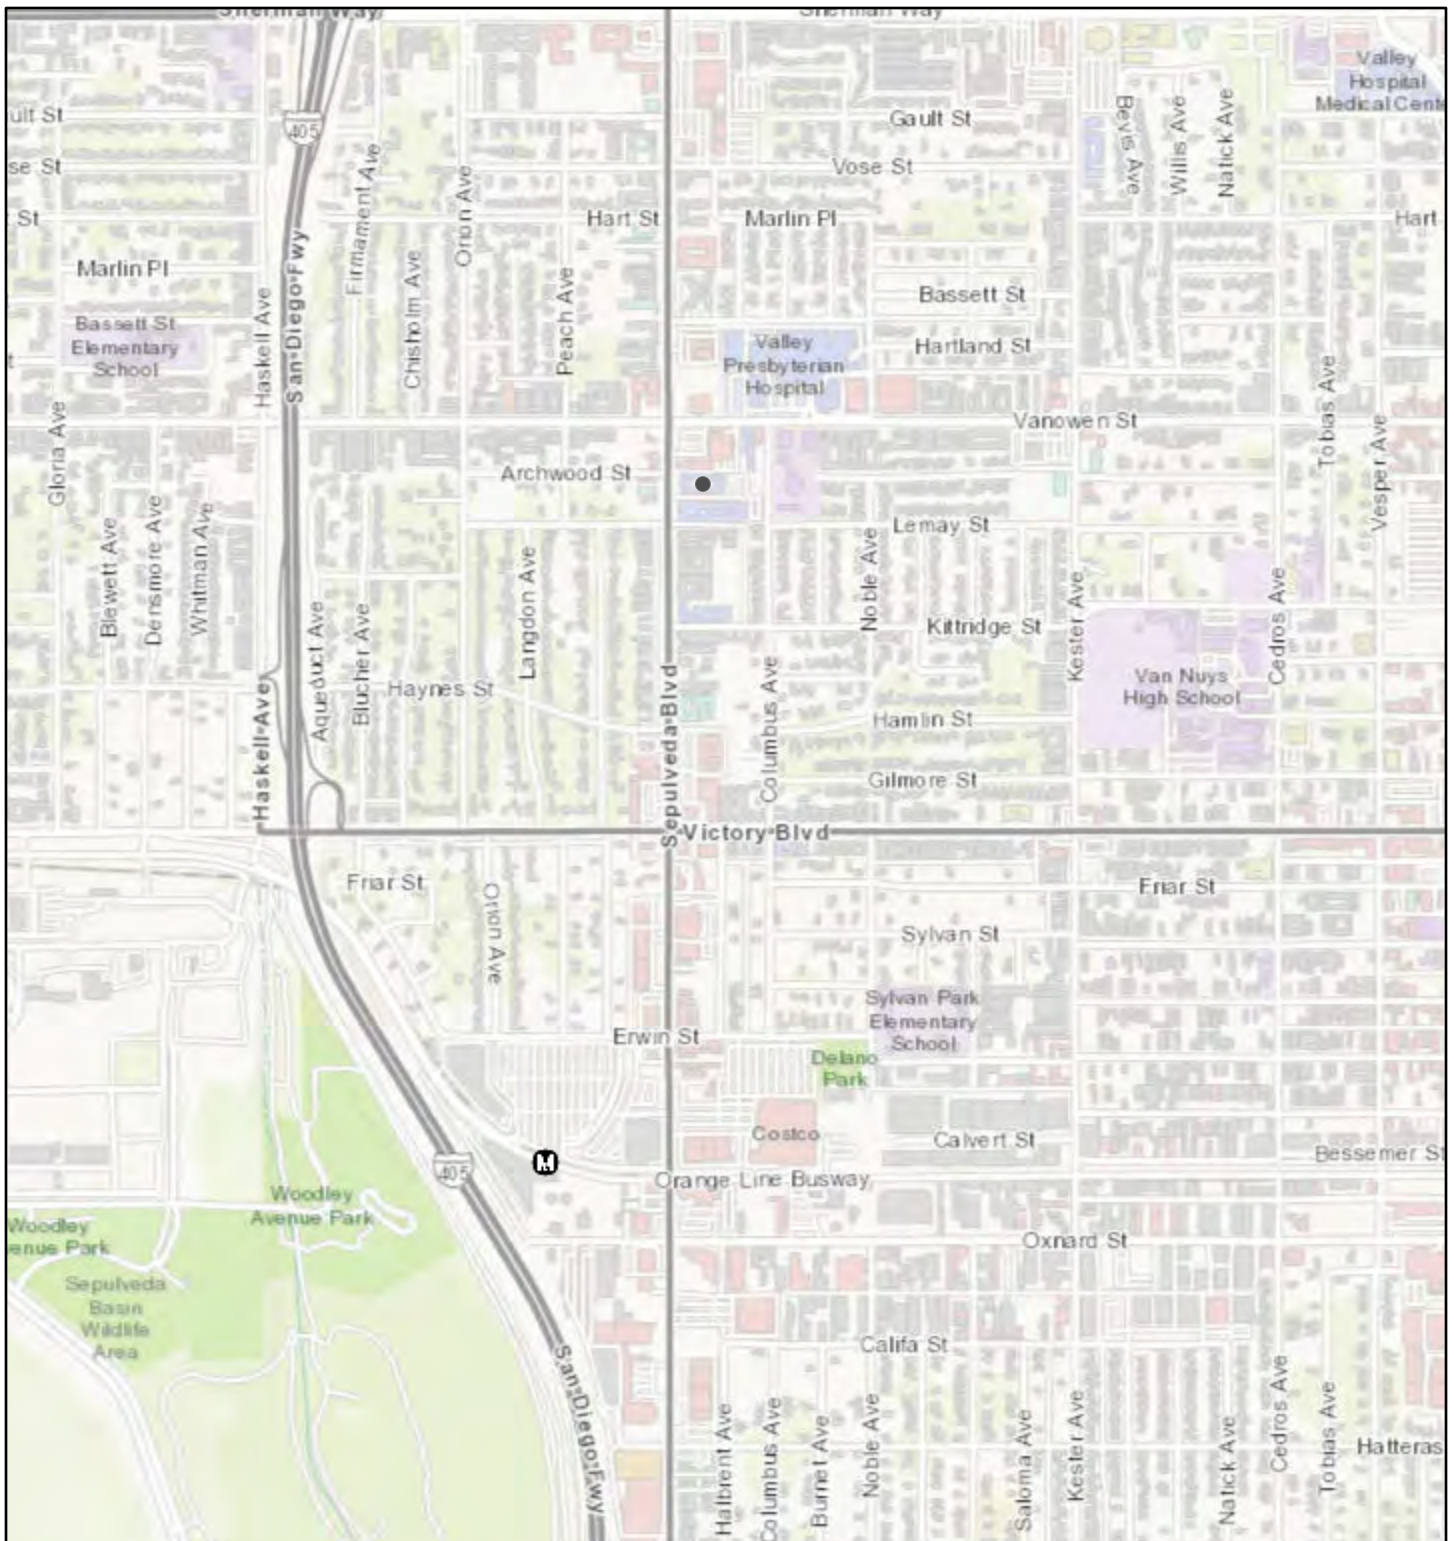 Sherman Way
Sherman Way
Valley
Hospital
Medical Cente
ult St
405
Gault St
Bevis Ave
Willis Ave
Natick Ave
se St
Firmament Ave
Orion Ave
Vose St
St
Hart St
Marlin Pl
Hart
San Diego Fwy
Marlin Pl
Haskell Ave
Chisholm Ave
Peach Ave
Bassett St
Bassett St
Elementary
School
Valley
Presbyterian
Hospital
Hartland St
t
Tobias Ave
Gloria Ave
Vanowen St
Vesper Ave
Archwood St
Blewett Ave
Densmore Ave
Whitman Ave
Lemay St
Langdon Ave
Noble Ave
Aqueduct Ave
Blucher Ave
Kester Ave
Cedros Ave
Kittridge St
Haskell Ave
Haynes St
Sepulveda Blvd
Columbus Ave
Van Nuys
High School
Hamlin St
Gilmore St
Victory Blvd
Friar St
Orion Ave
Friar St
Sylvan St
Sylvan Park
Elementary
School
Erwin St
Delano
Park
Costco
Calvert St
M
405
Bessemer St
Orange Line Busway
Woodley
Avenue Park
Woodley
enue Park
Oxnard St
Sepulveda
Basin
Wildlife
Area
Califa St
San Diego Fwy
Halbrent Ave
Columbus Ave
Burnet Ave
Noble Ave
Saloma Ave
Kester Ave
Natick Ave
Cedros Ave
Tobias Ave
Hatteras